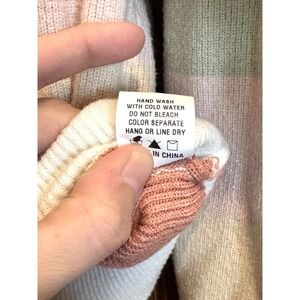 HAND WASH
WITH COLD WATER
DO NOT BLEACH
COLOR SEPARATE
HANG OR LINE DRY
IN CHINA